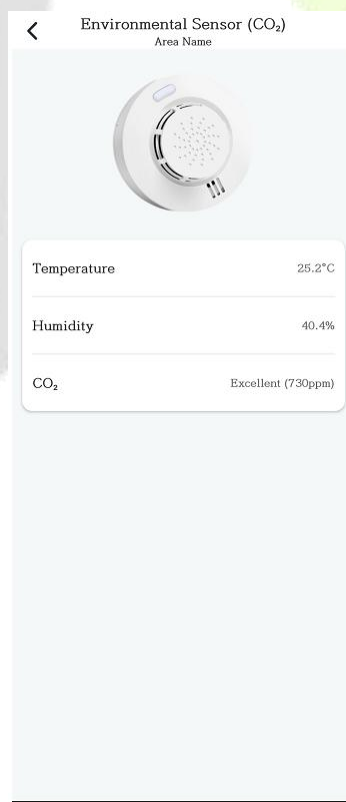 Environmental Sensor (CO₂)
Area Name
Temperature 25.2°C
Humidity 40.4%
CO₂ Excellent (730ppm)